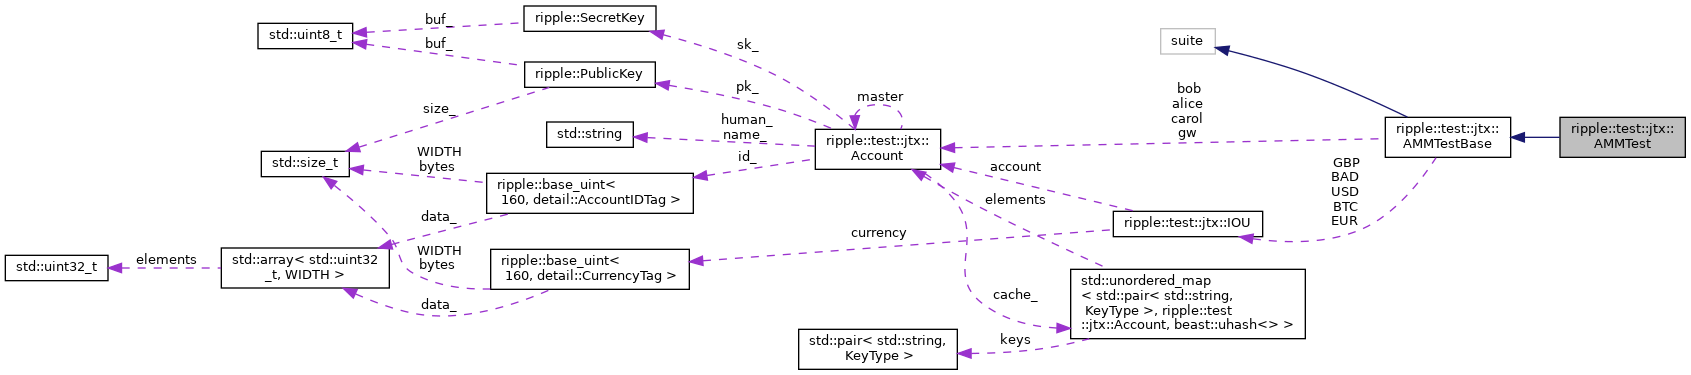 buf_
ripple::SecretKey
std::uint8_t
sk_
suite
buf_
ripple::PublicKey
pk_
master
bob
alice
carol
gw
size_
human_
name_
std::string
ripple::test::jtx::
Account
ripple::test::jtx::
AMMTestBase
ripple::test::jtx::
AMMTest
std::size_t
WIDTH
bytes
id_
account
GBP
BAD
USD
BTC
EUR
ripple::base_uint<
160, detail::AccountIDTag >
elements
data_
ripple::test::jtx::IOU
currency
std::uint32_t
elements
std::array< std::uint32
_t, WIDTH >
WIDTH
bytes
ripple::base_uint<
160, detail::CurrencyTag >
data_
cache_
std::unordered_map
< std::pair< std::string,
KeyType >, ripple::test
::jtx::Account, beast::uhash<> >
keys
std::pair< std::string,
KeyType >